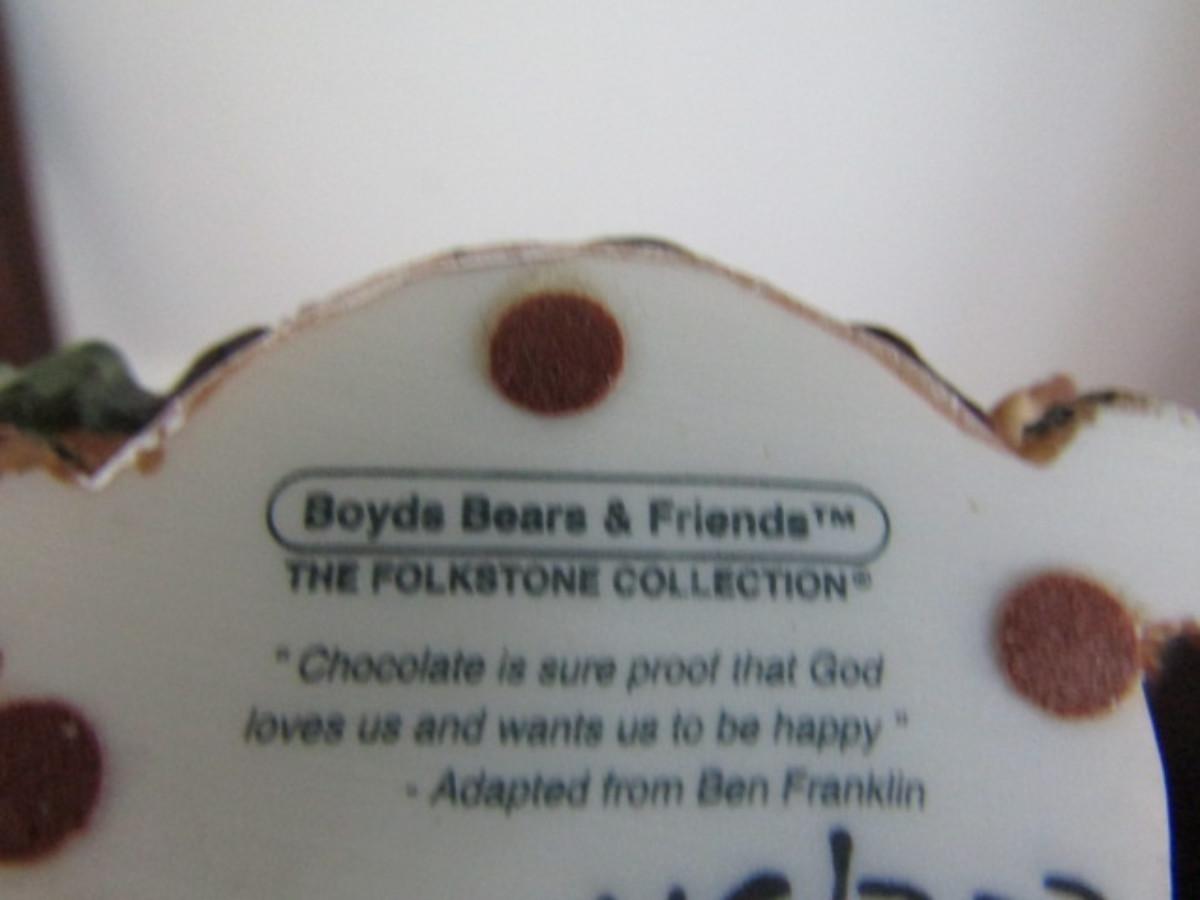 Boyds Bears & Friends™
THE FOLKSTONE COLLECTION®
" Chocolate is sure proof that God
loves us and wants us to be happy "
- Adapted from Ben Franklin